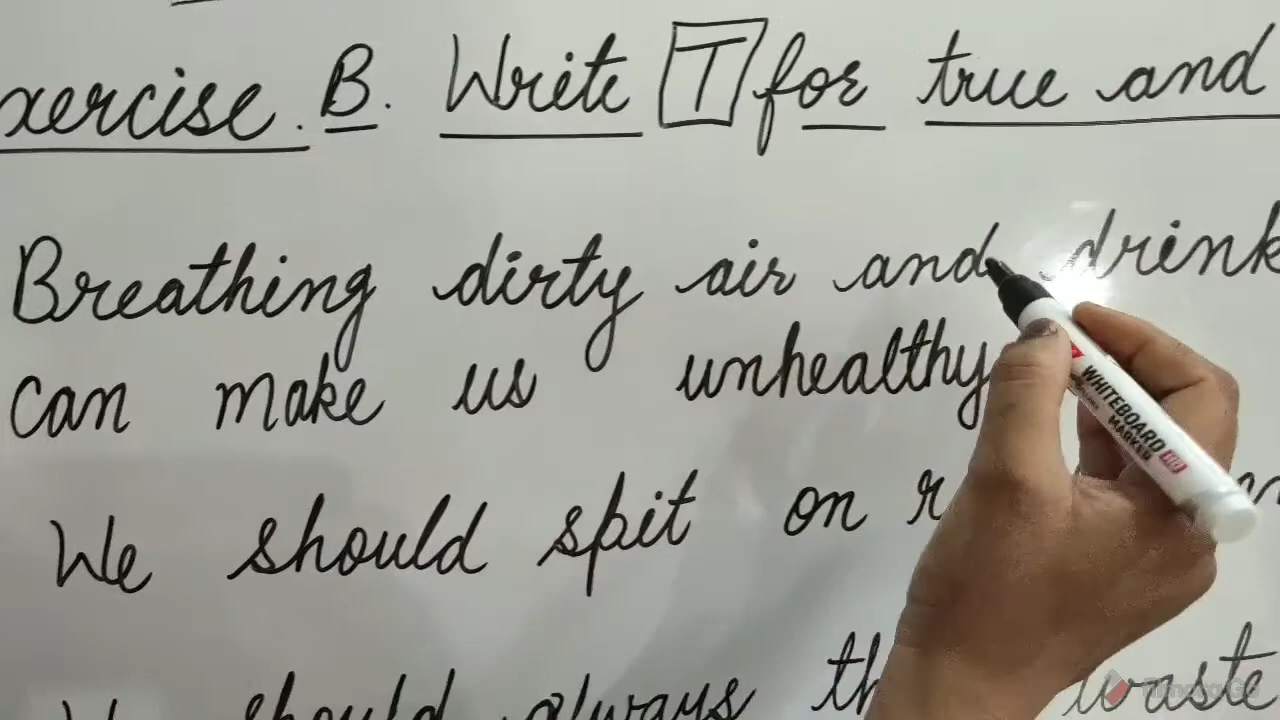 xercise. B. Write T for true and
Breathing dirty air and drink
can make us unhealthy
We should spit on r
We should always th waste
WHITEBOARD
MARKER